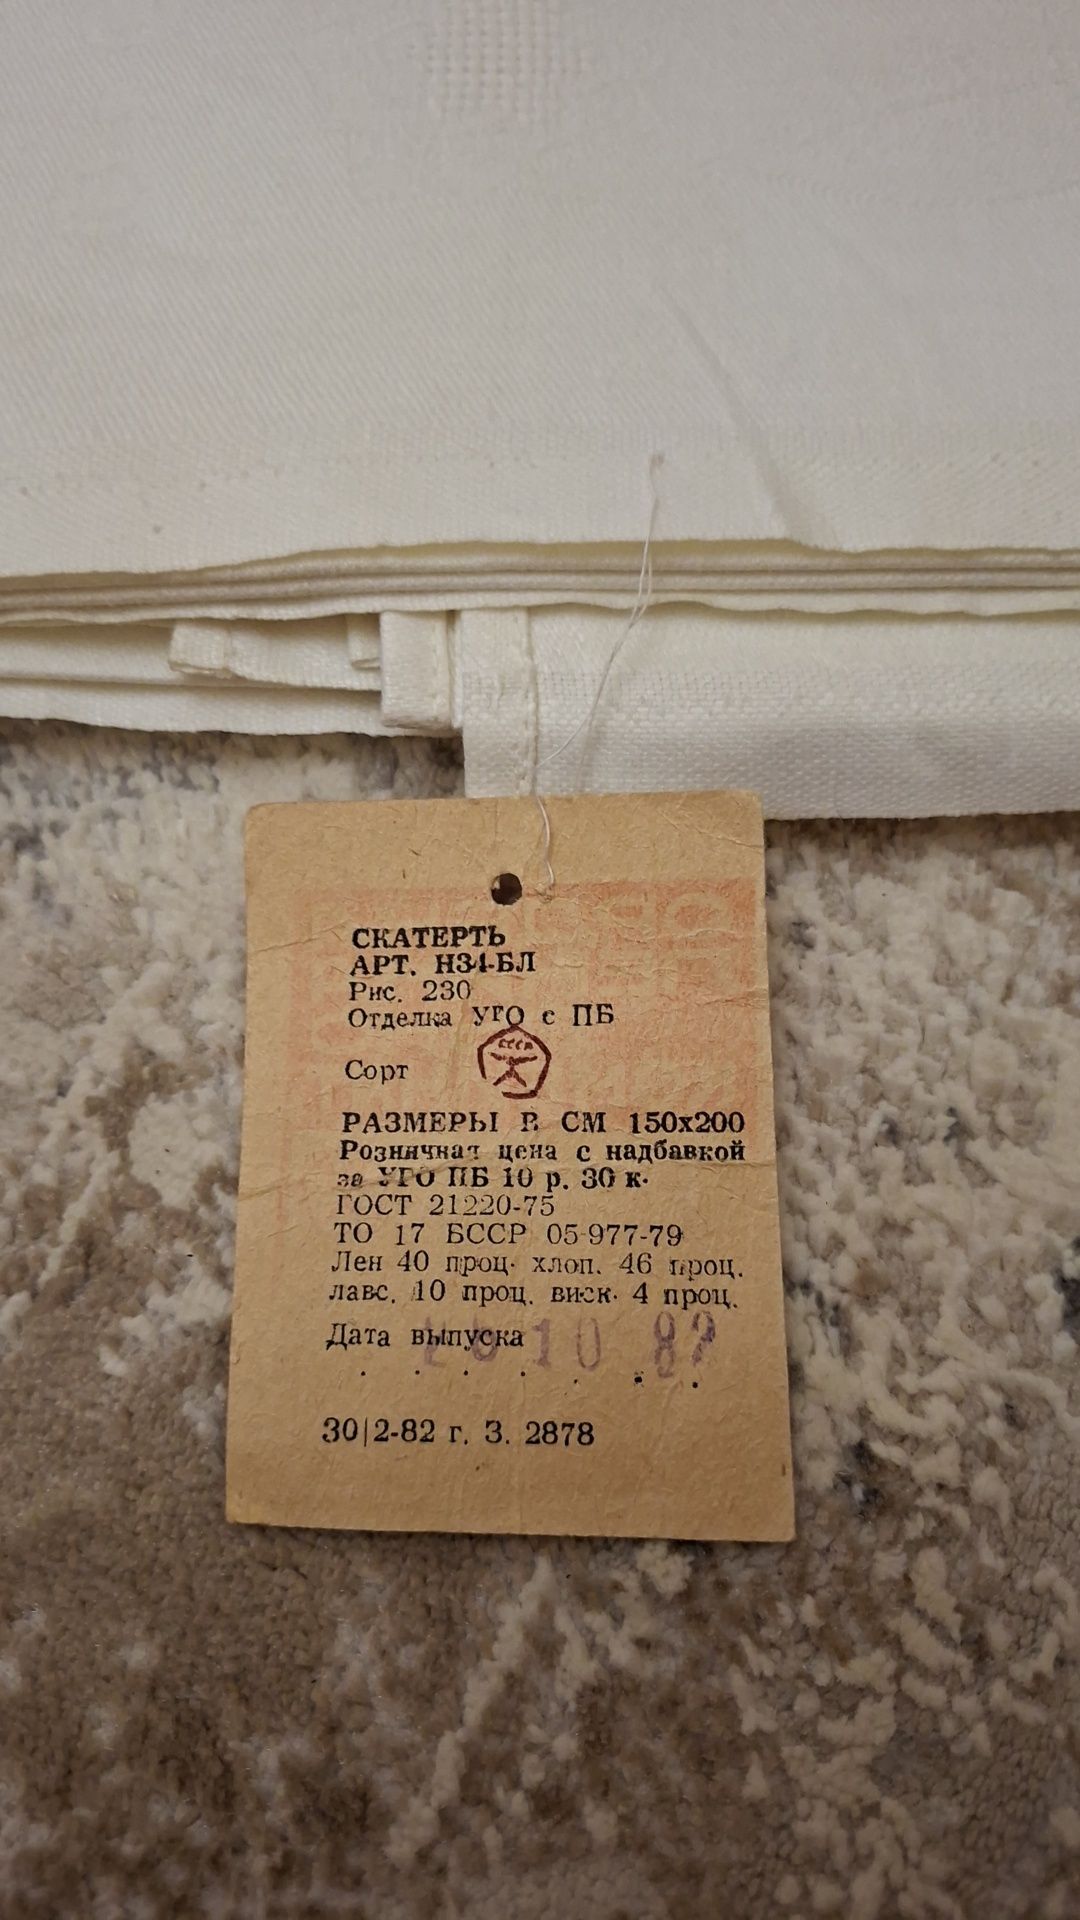 СКАТЕРТЬ
АРТ. Н34-БЛ
Рис. 230
Отделка УГО с ПБ
СССР
Сорт
РАЗМЕРЫ В СМ 150х200
Розничная цена с надбавкой
за УГО ПБ 10 р. 30 к.
ГОСТ 21220-75
ТО 17 БССР 05-977-79
Лен 40 проц. хлоп. 46 проц.
лавс. 10 проц. виск. 4 проц.
Дата выпуска 10 82
30|2-82 г. З. 2878